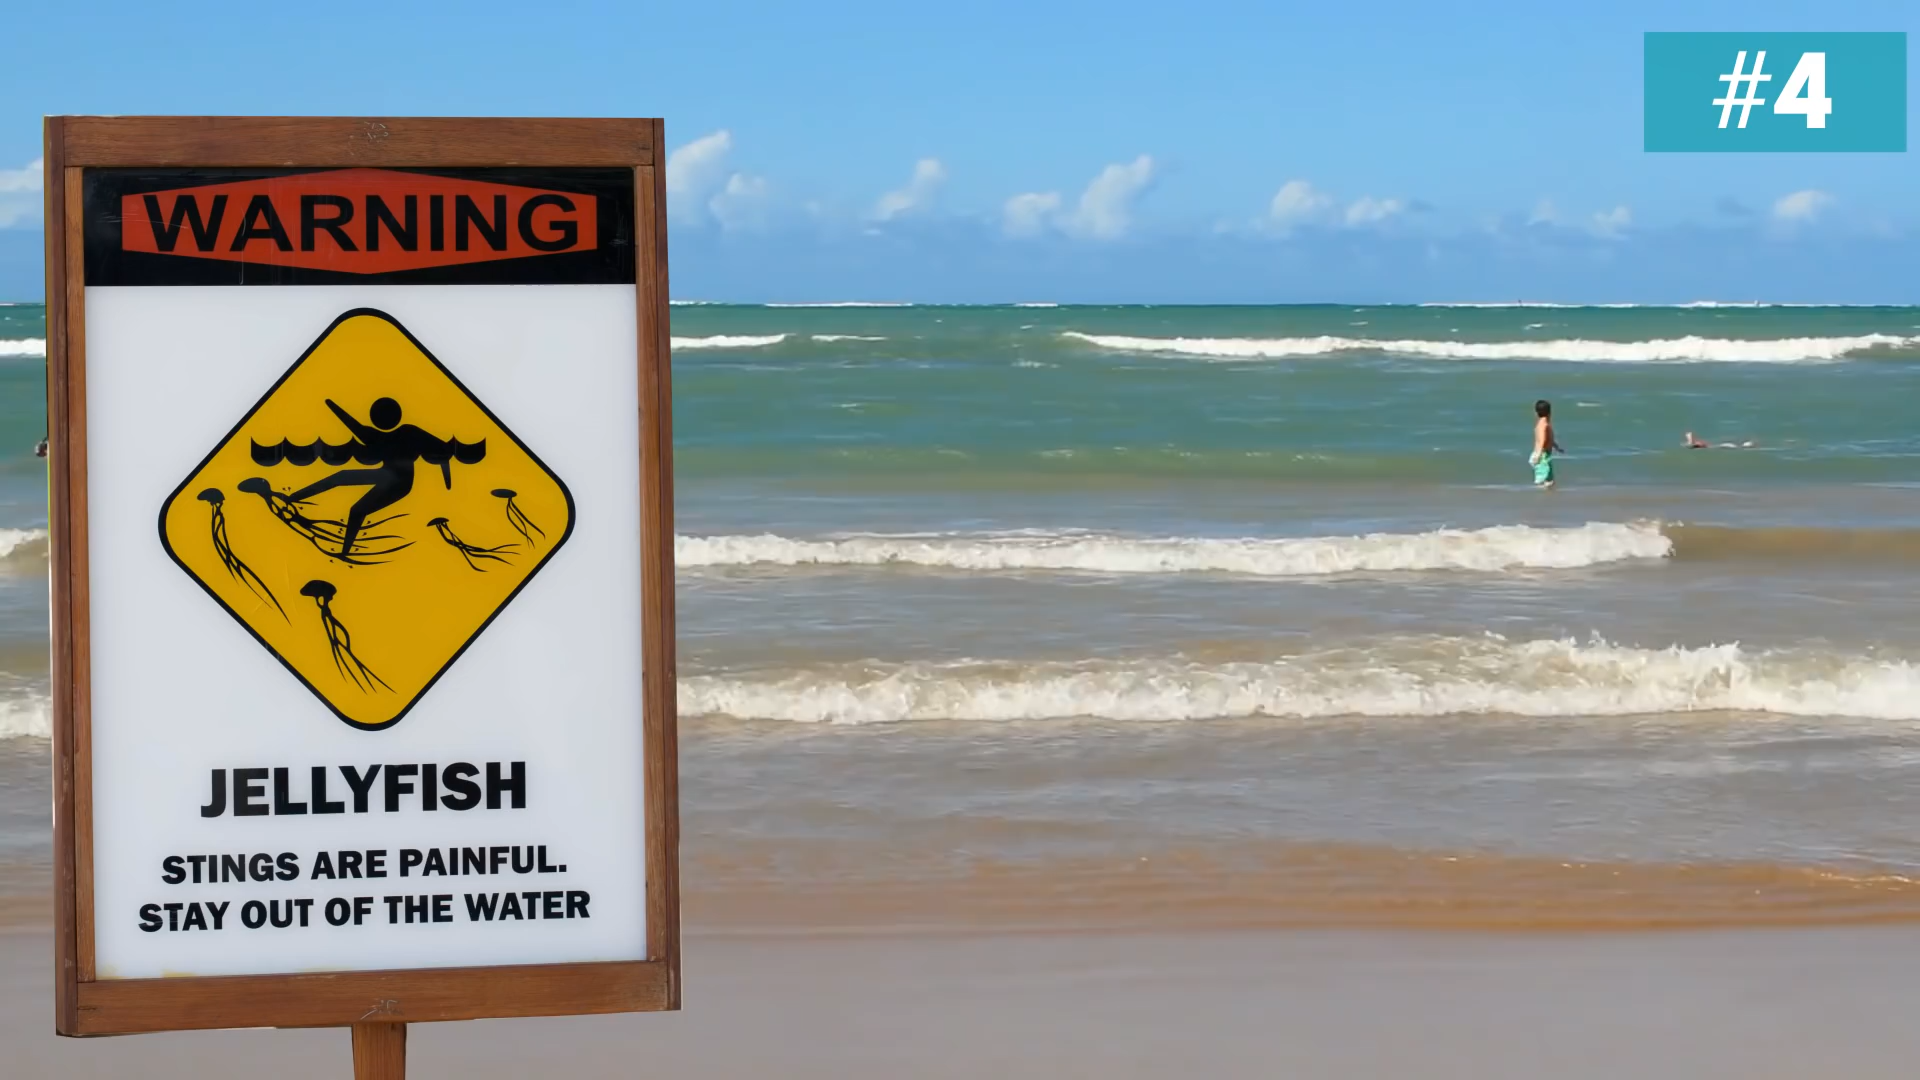 #4
WARNING
JELLYFISH
STINGS ARE PAINFUL.
STAY OUT OF THE WATER